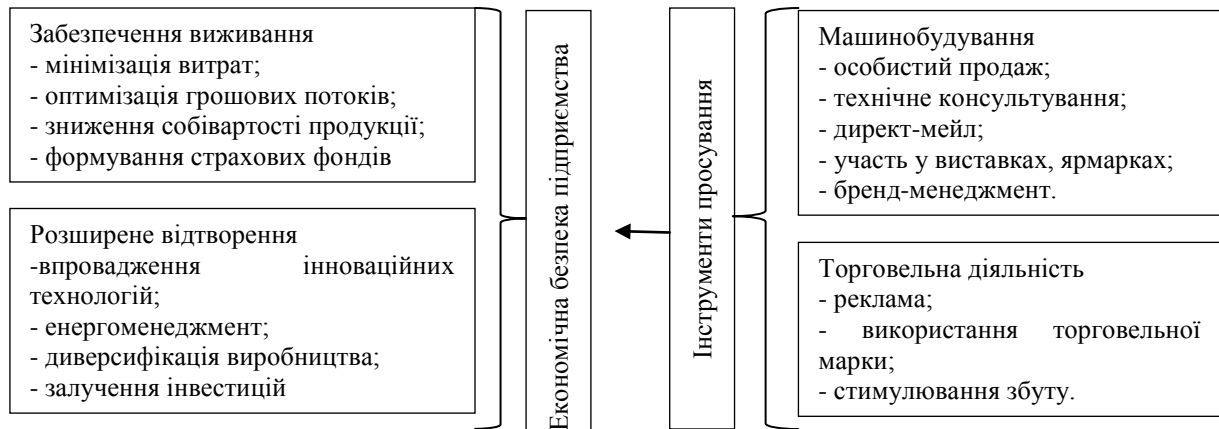 Забезпечення виживання
- мінімізація витрат;
- оптимізація грошових потоків;
- зниження собівартості продукції;
- формування страхових фондів
Розширене відтворення
-впровадження інноваційних
технологій;
- енергоменеджмент;
- диверсифікація виробництва;
- залучення інвестицій
Економічна безпека підприємства
Інструменти просування
Машинобудування
- особистий продаж;
- технічне консультування;
- директ-мейл;
- участь у виставках, ярмарках;
- бренд-менеджмент.
Торговельна діяльність
- реклама;
- використання торговельної
марки;
- стимулювання збуту.